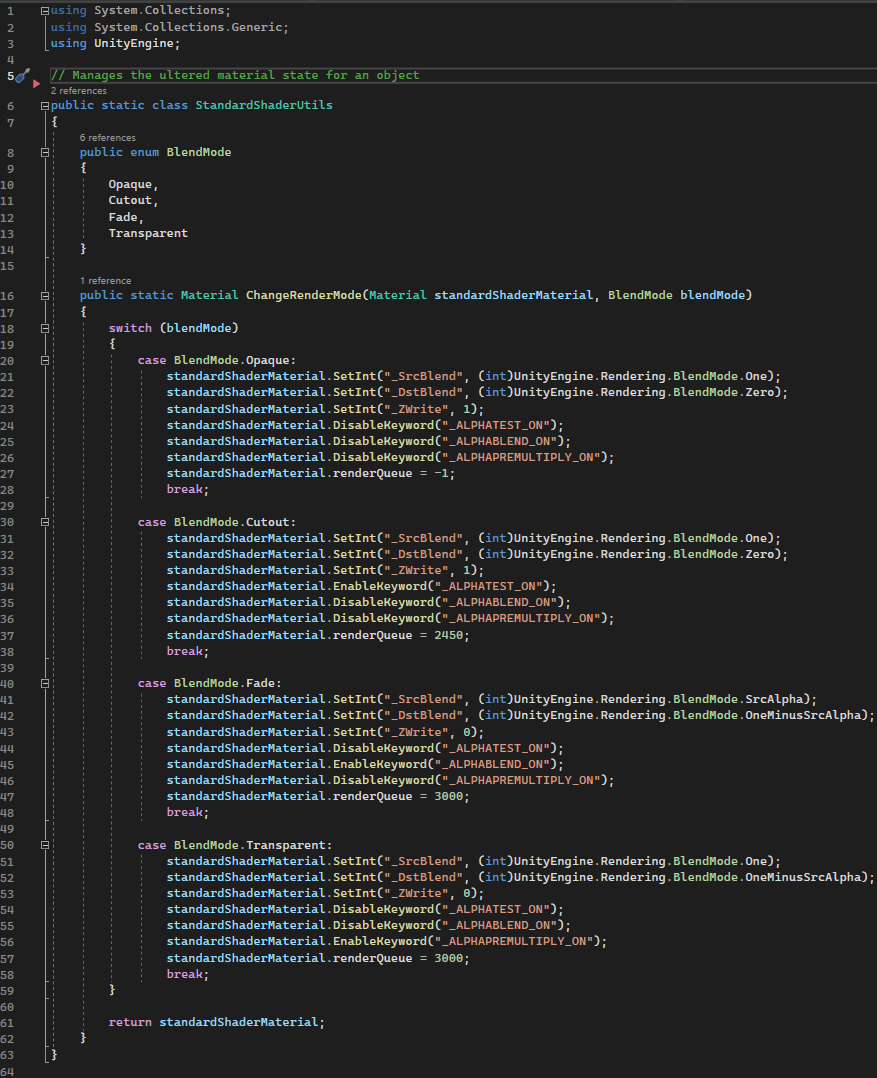 1 using System.Collections;
2 using System.Collections.Generic;
3 using UnityEngine;
4
5 // Manages the ultered material state for an object
2 references
6 public static class StandardShaderUtils
7 {
6 references
8 public enum BlendMode
9 {
10 Opaque,
11 Cutout,
12 Fade,
13 Transparent
14 }
15
1 reference
16 public static Material ChangeRenderMode(Material standardShaderMaterial, BlendMode blendMode)
17 {
18 switch (blendMode)
19 {
20 case BlendMode.Opaque:
21 standardShaderMaterial.SetInt("_SrcBlend", (int)UnityEngine.Rendering.BlendMode.One);
22 standardShaderMaterial.SetInt("_DstBlend", (int)UnityEngine.Rendering.BlendMode.Zero);
23 standardShaderMaterial.SetInt("_ZWrite", 1);
24 standardShaderMaterial.DisableKeyword("_ALPHATEST_ON");
25 standardShaderMaterial.DisableKeyword("_ALPHABLEND_ON");
26 standardShaderMaterial.DisableKeyword("_ALPHAPREMULTIPLY_ON");
27 standardShaderMaterial.renderQueue = -1;
28 break;
29
30 case BlendMode.Cutout:
31 standardShaderMaterial.SetInt("_SrcBlend", (int)UnityEngine.Rendering.BlendMode.One);
32 standardShaderMaterial.SetInt("_DstBlend", (int)UnityEngine.Rendering.BlendMode.Zero);
33 standardShaderMaterial.SetInt("_ZWrite", 1);
34 standardShaderMaterial.EnableKeyword("_ALPHATEST_ON");
35 standardShaderMaterial.DisableKeyword("_ALPHABLEND_ON");
36 standardShaderMaterial.DisableKeyword("_ALPHAPREMULTIPLY_ON");
37 standardShaderMaterial.renderQueue = 2450;
38 break;
39
40 case BlendMode.Fade:
41 standardShaderMaterial.SetInt("_SrcBlend", (int)UnityEngine.Rendering.BlendMode.SrcAlpha);
42 standardShaderMaterial.SetInt("_DstBlend", (int)UnityEngine.Rendering.BlendMode.OneMinusSrcAlpha);
43 standardShaderMaterial.SetInt("_ZWrite", 0);
44 standardShaderMaterial.DisableKeyword("_ALPHATEST_ON");
45 standardShaderMaterial.EnableKeyword("_ALPHABLEND_ON");
46 standardShaderMaterial.DisableKeyword("_ALPHAPREMULTIPLY_ON");
47 standardShaderMaterial.renderQueue = 3000;
48 break;
49
50 case BlendMode.Transparent:
51 standardShaderMaterial.SetInt("_SrcBlend", (int)UnityEngine.Rendering.BlendMode.One);
52 standardShaderMaterial.SetInt("_DstBlend", (int)UnityEngine.Rendering.BlendMode.OneMinusSrcAlpha);
53 standardShaderMaterial.SetInt("_ZWrite", 0);
54 standardShaderMaterial.DisableKeyword("_ALPHATEST_ON");
55 standardShaderMaterial.DisableKeyword("_ALPHABLEND_ON");
56 standardShaderMaterial.EnableKeyword("_ALPHAPREMULTIPLY_ON");
57 standardShaderMaterial.renderQueue = 3000;
58 break;
59 }
60
61 return standardShaderMaterial;
62 }
63 }
64